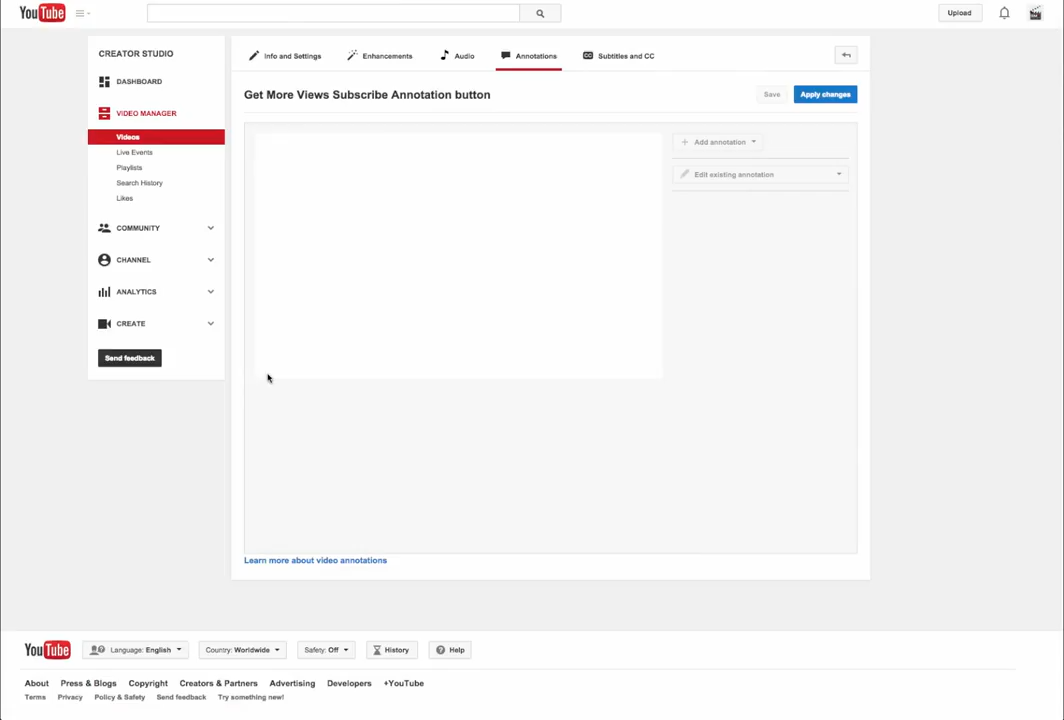 YouTube
Upload
CREATOR STUDIO
DASHBOARD
VIDEO MANAGER
Videos
Live Events
Playlists
Search History
Likes
COMMUNITY
CHANNEL
ANALYTICS
CREATE
Send feedback
Info and Settings
Enhancements
Audio
Annotations
CC Subtitles and CC
Get More Views Subscribe Annotation button
Save
Apply changes
+ Add annotation
Edit existing annotation
Learn more about video annotations
YouTube
Language: English
Country: Worldwide
Safety: Off
History
Help
About Press & Blogs Copyright Creators & Partners Advertising Developers +YouTube
Terms Privacy Policy & Safety Send feedback Try something new!